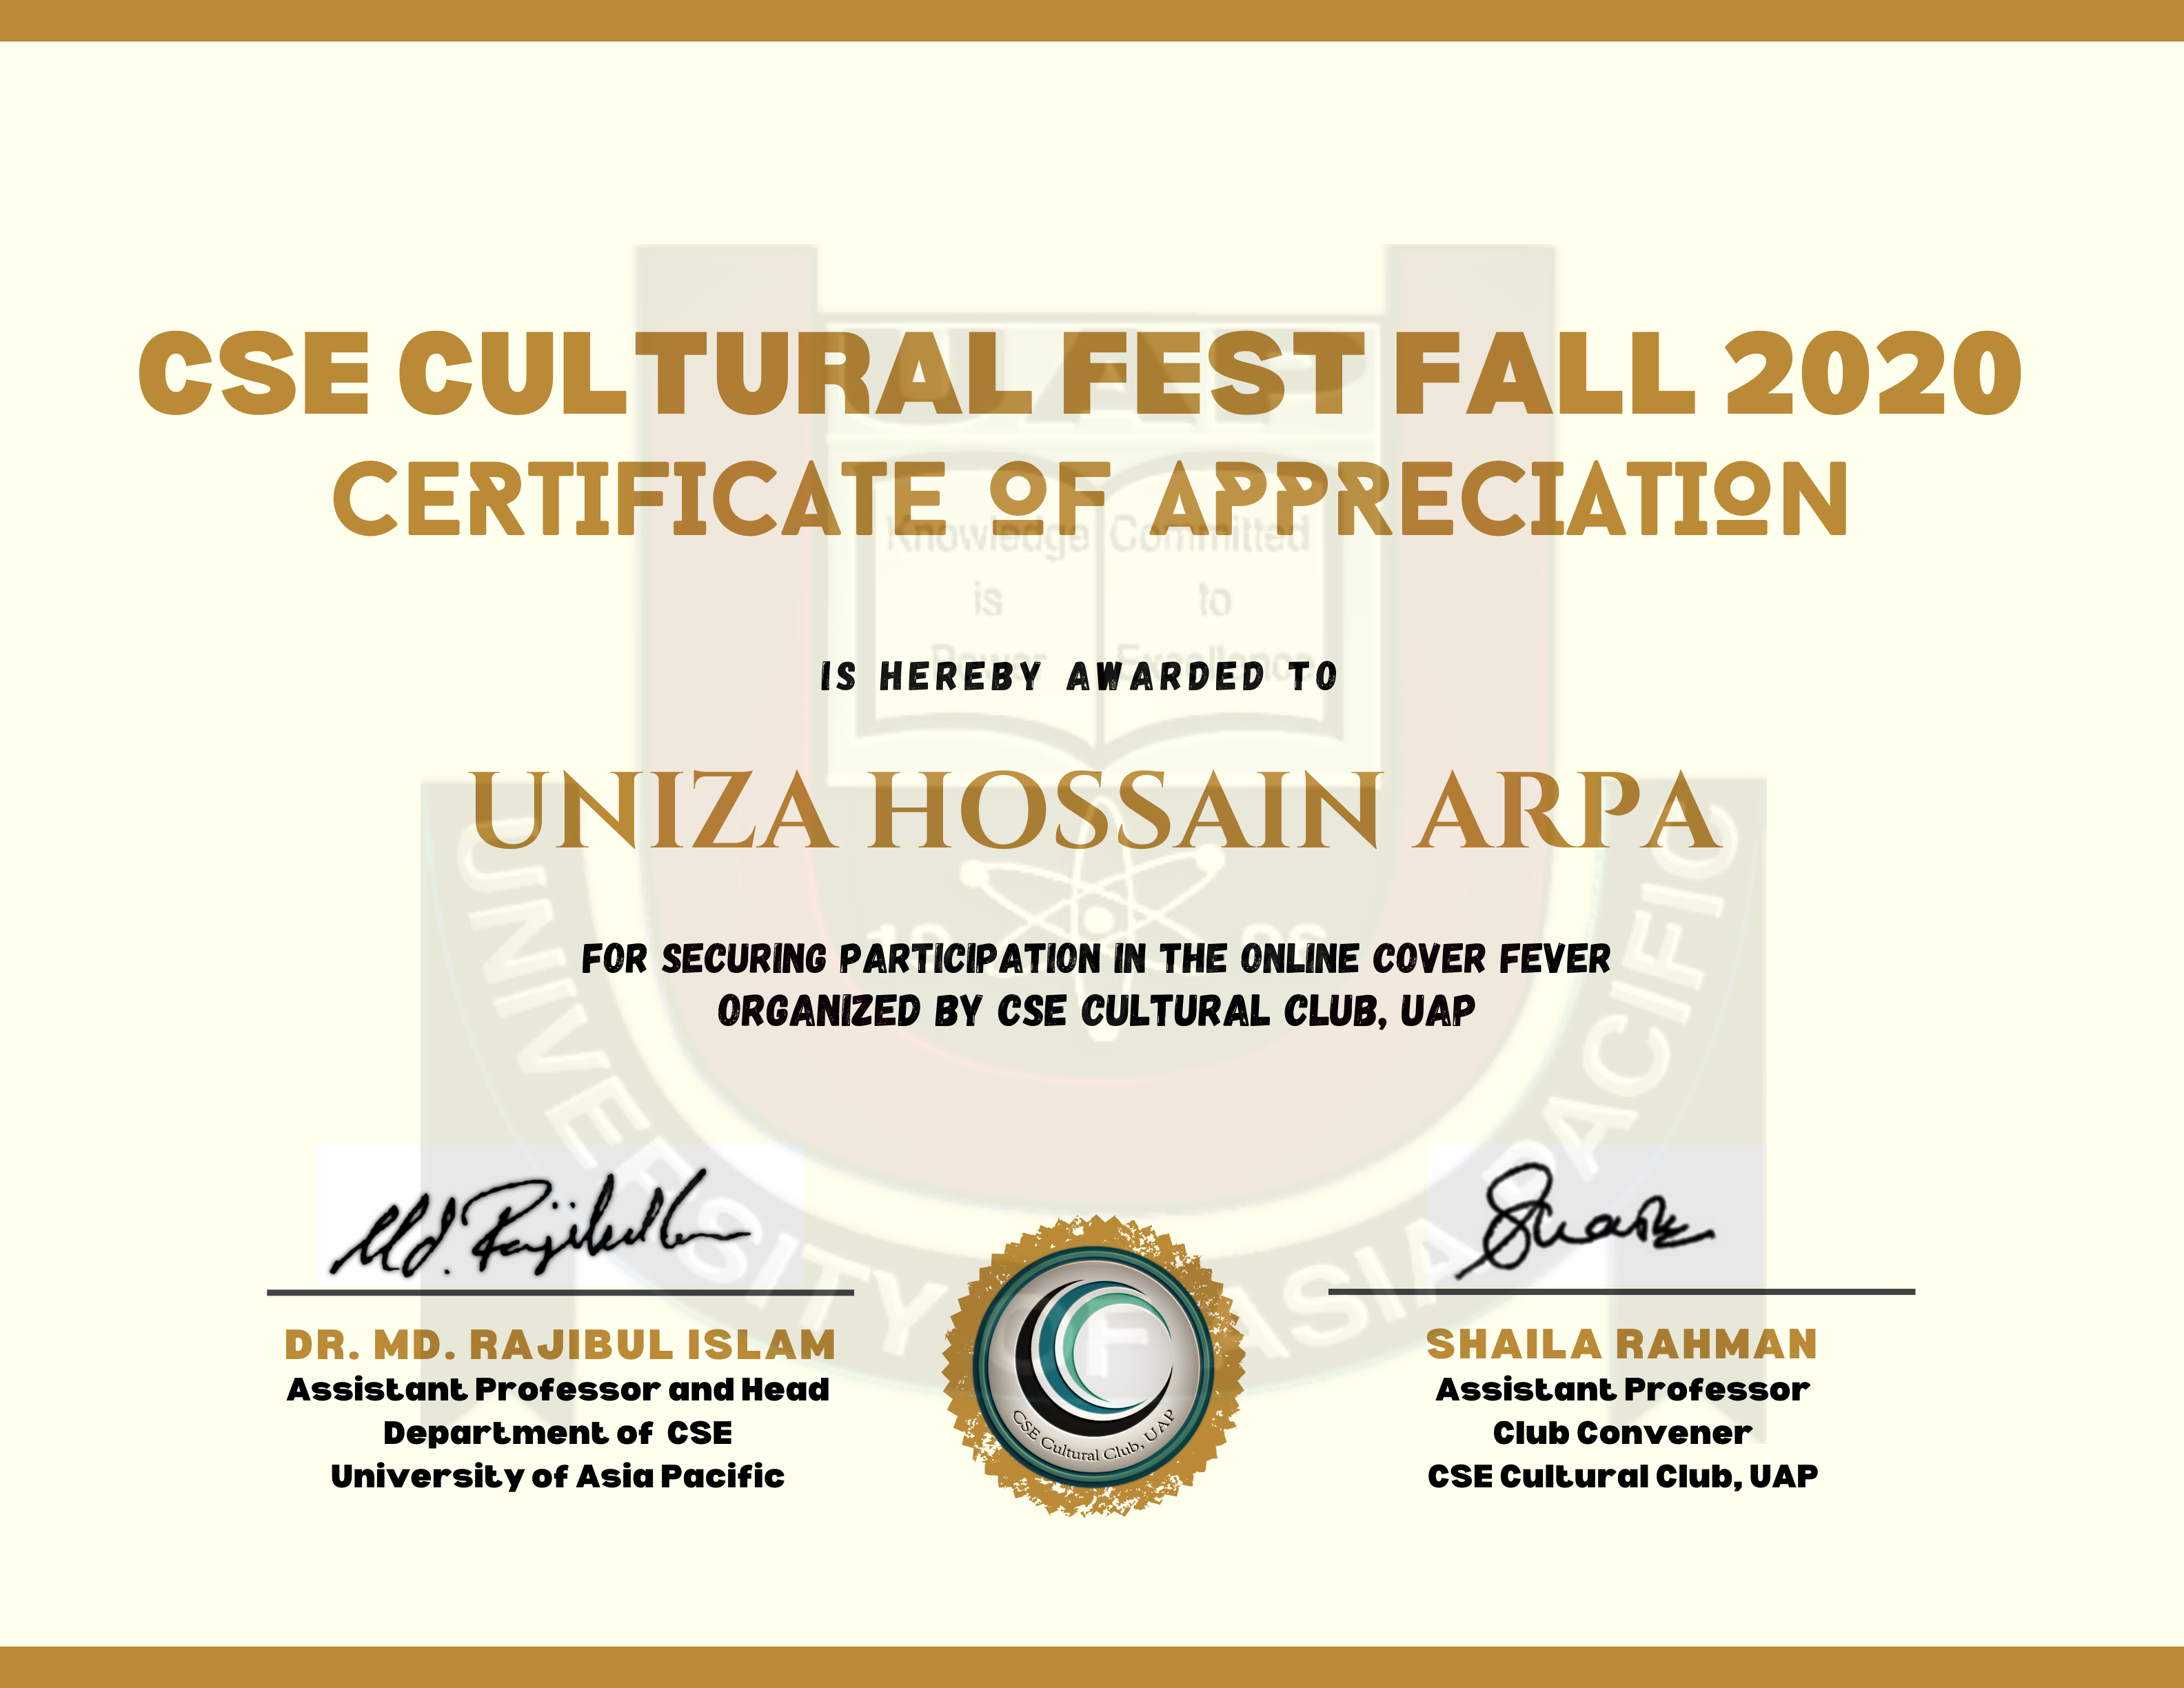 CSE CULTURAL FEST FALL 2020
CERTIFICATE OF APPRECIATION
UAP
Knowledge Committed
is to
Power Excellence
IS HEREBY AWARDED TO
UNIZA HOSSAIN ARPA
FOR SECURING PARTICIPATION IN THE ONLINE COVER FEVER
ORGANIZED BY CSE CULTURAL CLUB, UAP
UNIVERSITY OF ASIA PACIFIC
Md. Rajibul
DR. MD. RAJIBUL ISLAM
Assistant Professor and Head
Department of CSE
University of Asia Pacific
CSE Cultural Club, UAP
SHAILA RAHMAN
Assistant Professor
Club Convener
CSE Cultural Club, UAP